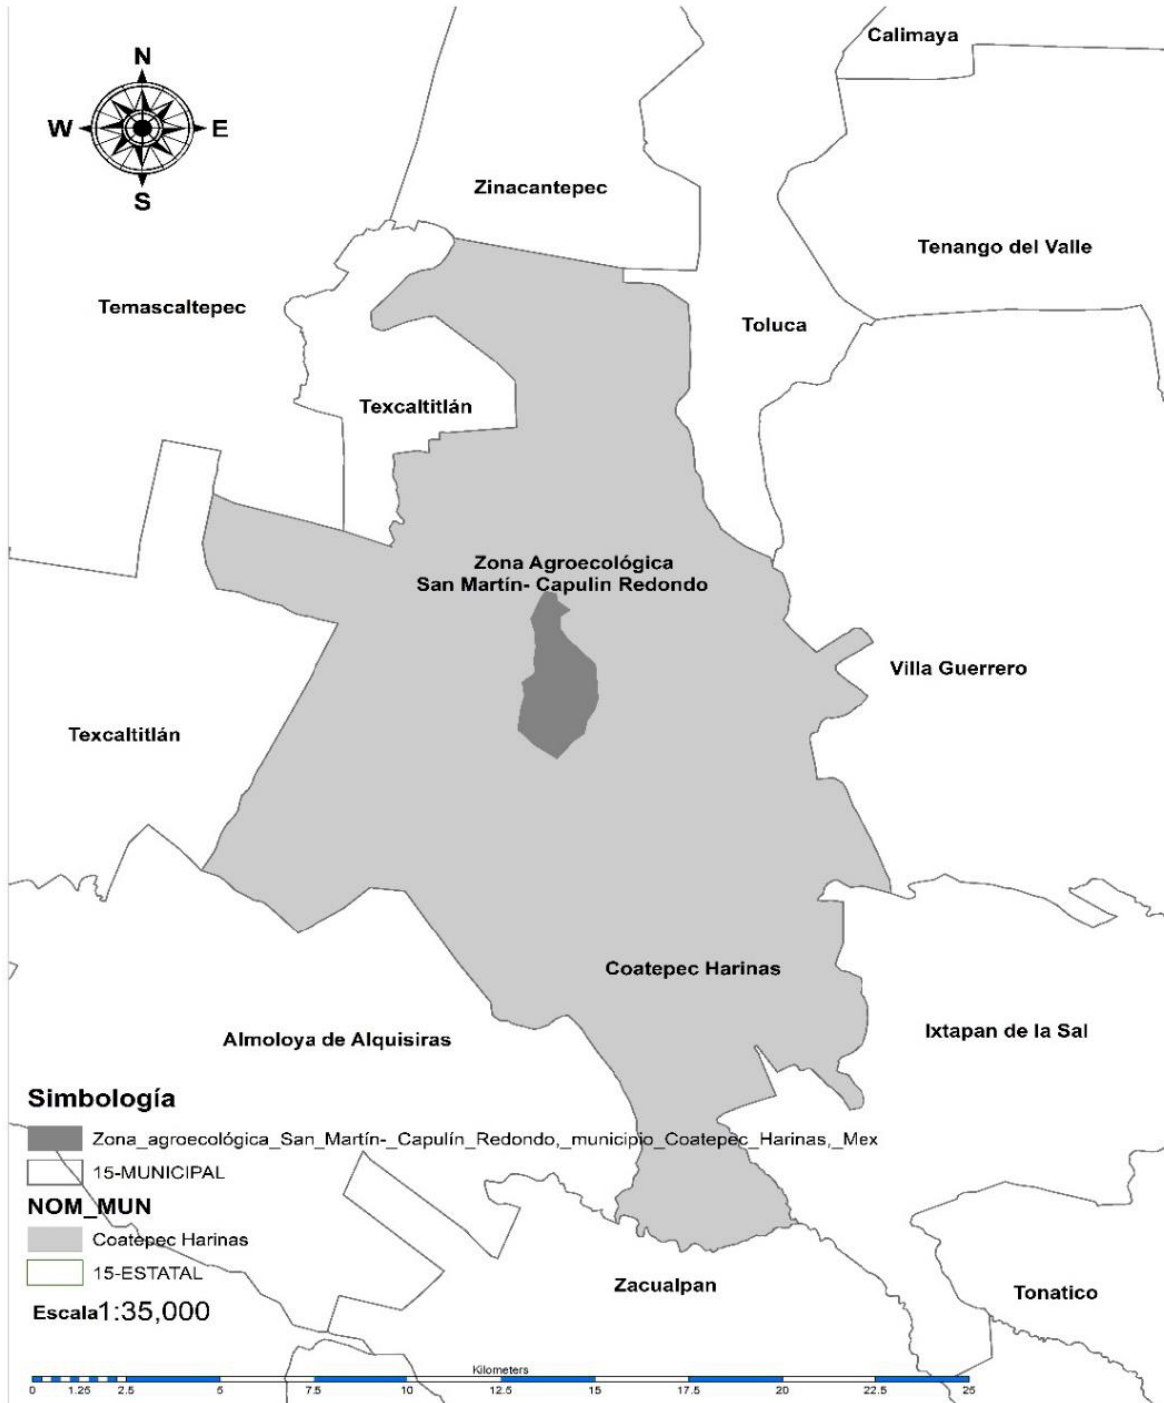 Calimaya
N
W E
S
Zinacantepec
Tenango del Valle
Temascaltepec
Toluca
Texcaltitlán
Zona Agroecológica
San Martín- Capulin Redondo
Villa Guerrero
Texcaltitlán
Coatepec Harinas
Ixtapan de la Sal
Almoloya de Alquisiras
Simbología
Zona_agroecológica_San_Martín-_Capulín_Redondo,_municipio_Coatepec_Harinas,_Mex
15-MUNICIPAL
NOM_MUN
Coatepec Harinas
15-ESTATAL
Zacualpan
Tonatico
Escala1:35,000
Kilometers
0 1.25 2.5 5 7.5 10 12.5 15 17.5 20 22.5 25